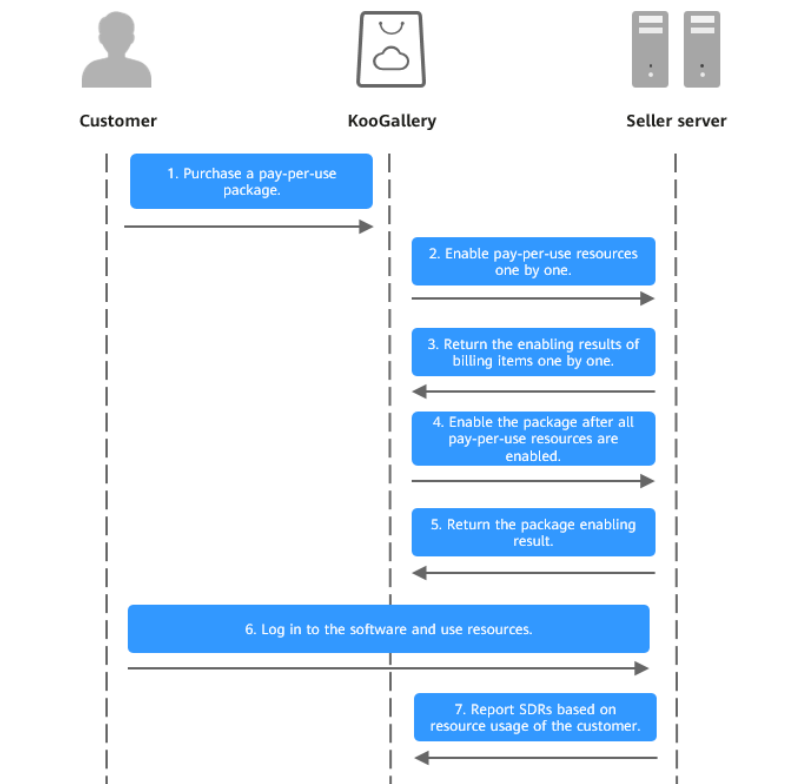 Customer
KooGallery
Seller server
1. Purchase a pay-per-use
package.
2. Enable pay-per-use resources
one by one.
3. Return the enabling results of
billing items one by one.
4. Enable the package after all
pay-per-use resources are
enabled.
5. Return the package enabling
result.
6. Log in to the software and use resources.
7. Report SDRs based on
resource usage of the customer.